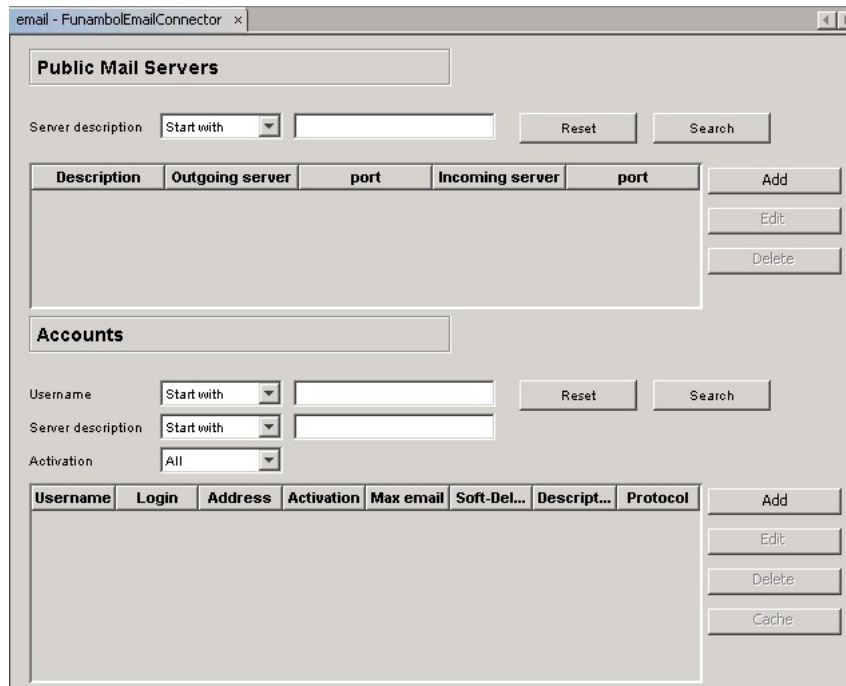 email - FunambolEmailConnector ×
Public Mail Servers
Server description Start with Reset Search
Description Outgoing server port Incoming server port
Add
Edit
Delete
Accounts
Username Start with Reset Search
Server description Start with
Activation All
Username Login Address Activation Max email Soft-Del... Descript... Protocol
Add
Edit
Delete
Cache